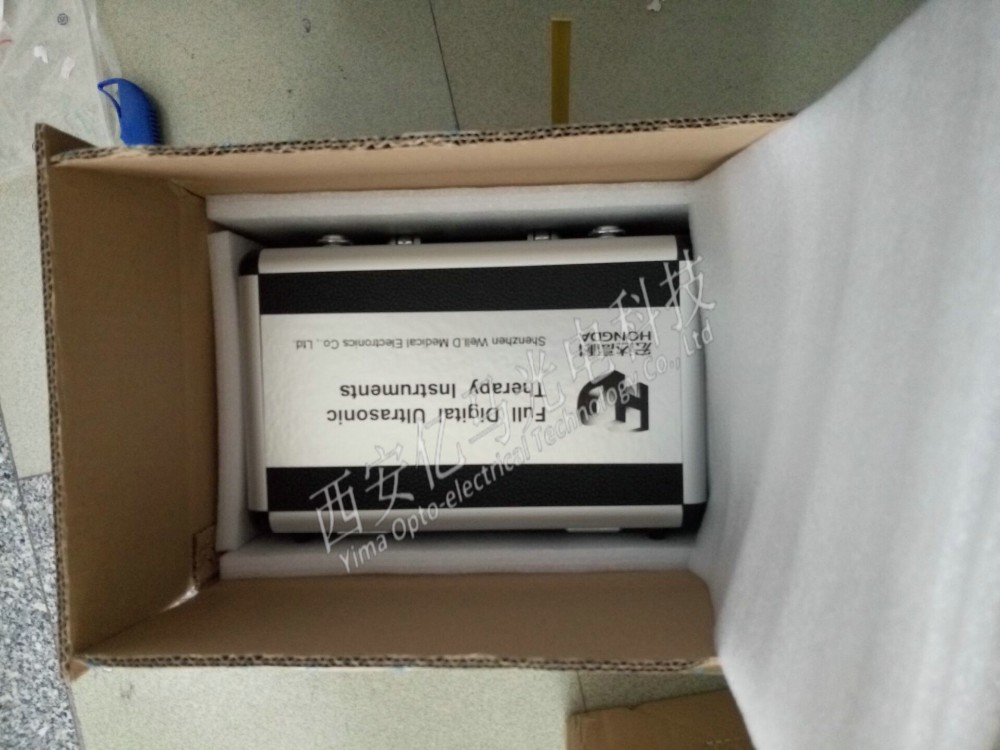 HONGDA
Full Digital Ultrasonic
Therapy Instruments
Shenzhen Well.D Medical Electronics Co., Ltd.
西安亿马光电科技
Yima Opto-electrical Technology Co,.Ltd